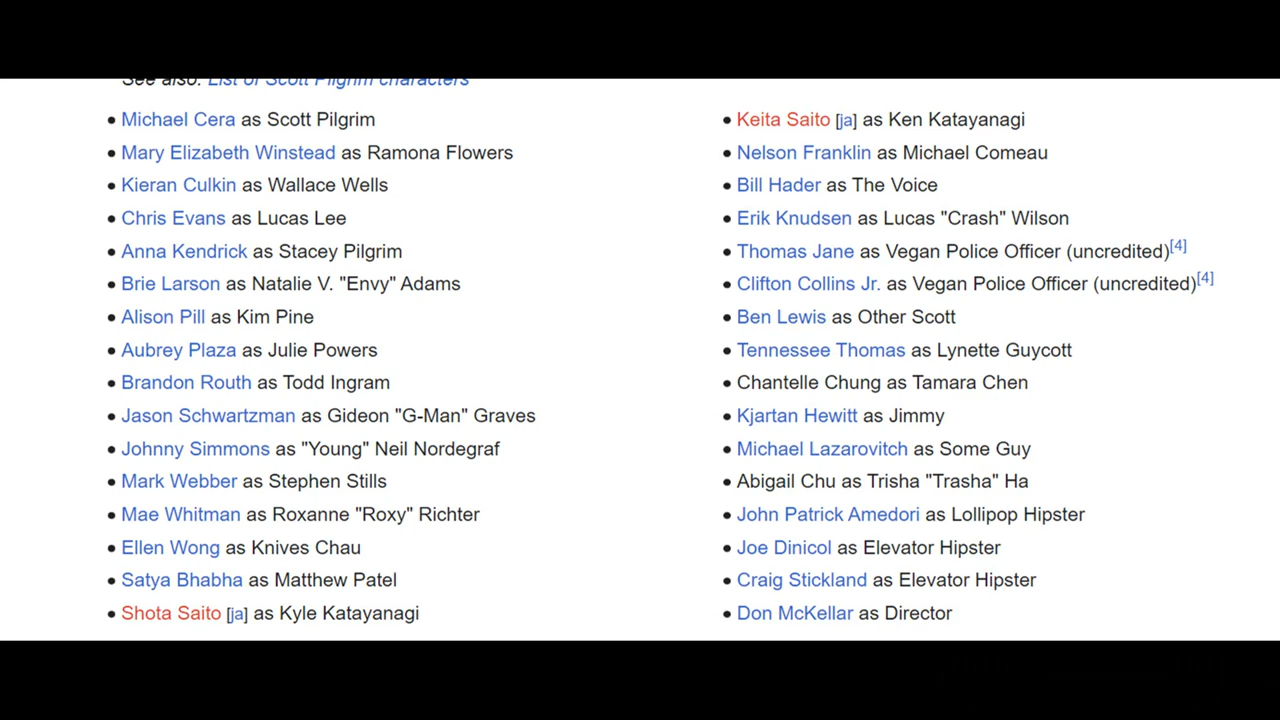 See also: List of Scott Pilgrim characters
• Michael Cera as Scott Pilgrim
• Mary Elizabeth Winstead as Ramona Flowers
• Kieran Culkin as Wallace Wells
• Chris Evans as Lucas Lee
• Anna Kendrick as Stacey Pilgrim
• Brie Larson as Natalie V. "Envy" Adams
• Alison Pill as Kim Pine
• Aubrey Plaza as Julie Powers
• Brandon Routh as Todd Ingram
• Jason Schwartzman as Gideon "G-Man" Graves
• Johnny Simmons as "Young" Neil Nordegraf
• Mark Webber as Stephen Stills
• Mae Whitman as Roxanne "Roxy" Richter
• Ellen Wong as Knives Chau
• Satya Bhabha as Matthew Patel
• Shota Saito [ja] as Kyle Katayanagi
• Keita Saito [ja] as Ken Katayanagi
• Nelson Franklin as Michael Comeau
• Bill Hader as The Voice
• Erik Knudsen as Lucas "Crash" Wilson
• Thomas Jane as Vegan Police Officer (uncredited)[4]
• Clifton Collins Jr. as Vegan Police Officer (uncredited)[4]
• Ben Lewis as Other Scott
• Tennessee Thomas as Lynette Guycott
• Chantelle Chung as Tamara Chen
• Kjartan Hewitt as Jimmy
• Michael Lazarovitch as Some Guy
• Abigail Chu as Trisha "Trasha" Ha
• John Patrick Amedori as Lollipop Hipster
• Joe Dinicol as Elevator Hipster
• Craig Stickland as Elevator Hipster
• Don McKellar as Director